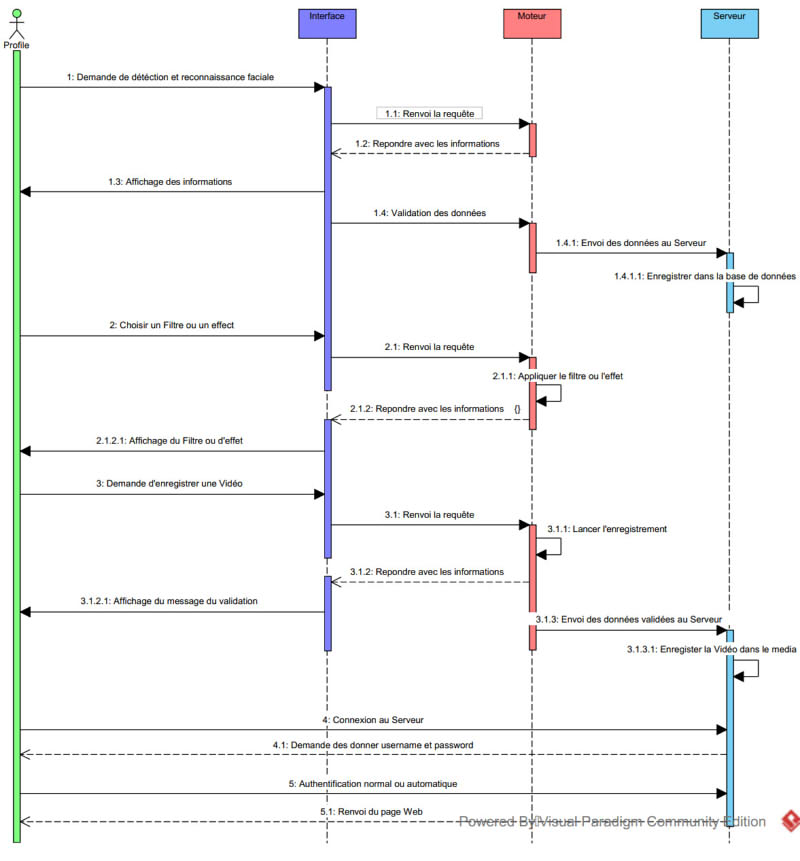 Profile
Interface
Moteur
Serveur
1: Demande de détéction et reconnaissance faciale
1.1: Renvoi la requête
1.2: Repondre avec les informations
1.3: Affichage des informations
1.4: Validation des données
1.4.1: Envoi des données au Serveur
1.4.1.1: Enregistrer dans la base de données
2: Choisir un Filtre ou un effect
2.1: Renvoi la requête
2.1.1: Appliquer le filtre ou l'effet
2.1.2: Repondre avec les informations {}
2.1.2.1: Affichage du Filtre ou d'effet
3: Demande d'enregistrer une Vidéo
3.1: Renvoi la requête
3.1.1: Lancer l'enregistrement
3.1.2: Repondre avec les informations
3.1.2.1: Affichage du message du validation
3.1.3: Envoi des données validées au Serveur
3.1.3.1: Enregister la Vidéo dans le media
4: Connexion au Serveur
4.1: Demande des donner username et password
5: Authentification normal ou automatique
5.1: Renvoi du page Web
Powered By Visual Paradigm Community Edition